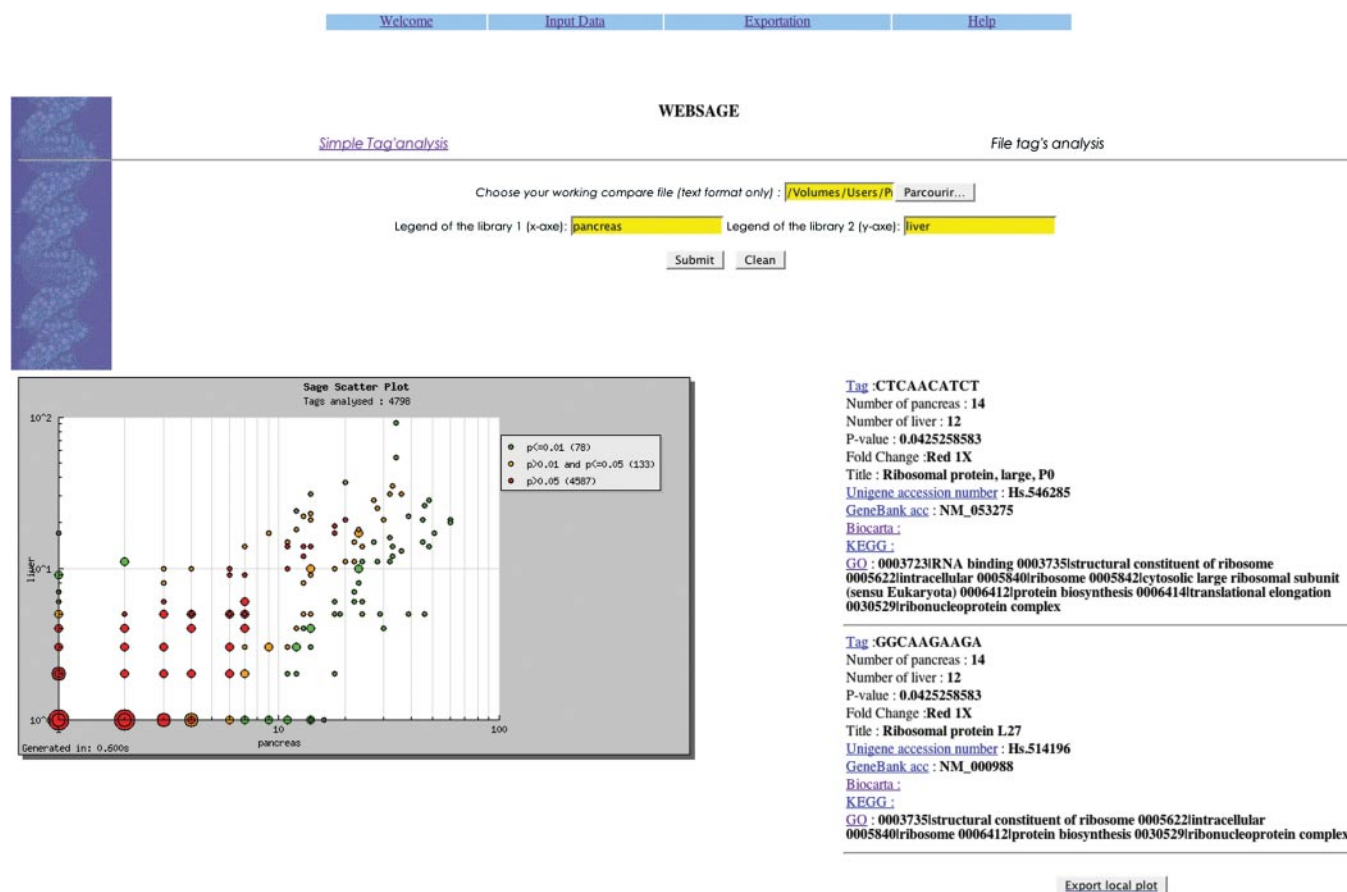 Welcome Input Data Exportation Help
WEBSAGE
Simple Tag'analysis File tag's analysis
Choose your working compare file (text format only) : /Volumes/Users/P Parcourir...
Legend of the library 1 (x-axe): pancreas Legend of the library 2 (y-axe): liver
Submit Clean
Sage Scatter Plot
Tags analysed : 4798
10^2
p<=0.01 (78)
p>0.01 and p<=0.05 (133)
p>0.05 (4587)
liver
10^1
10^
1 10 100
pancreas
Generated in: 0.600s
Tag :CTCAACATCT
Number of pancreas : 14
Number of liver : 12
P-value : 0.0425258583
Fold Change :Red 1X
Title : Ribosomal protein, large, P0
Unigene accession number : Hs.546285
GeneBank acc : NM_053275
Biocarta :
KEGG :
GO : 0003723|RNA binding 0003735|structural constituent of ribosome
0005622|intracellular 0005840|ribosome 0005842|cytosolic large ribosomal subunit
(sensu Eukaryota) 0006412|protein biosynthesis 0006414|translational elongation
0030529|ribonucleoprotein complex
Tag :GGCAAGAAGA
Number of pancreas : 14
Number of liver : 12
P-value : 0.0425258583
Fold Change :Red 1X
Title : Ribosomal protein L27
Unigene accession number : Hs.514196
GeneBank acc : NM_000988
Biocarta :
KEGG :
GO : 0003735|structural constituent of ribosome 0005622|intracellular
0005840|ribosome 0006412|protein biosynthesis 0030529|ribonucleoprotein complex
Export local plot